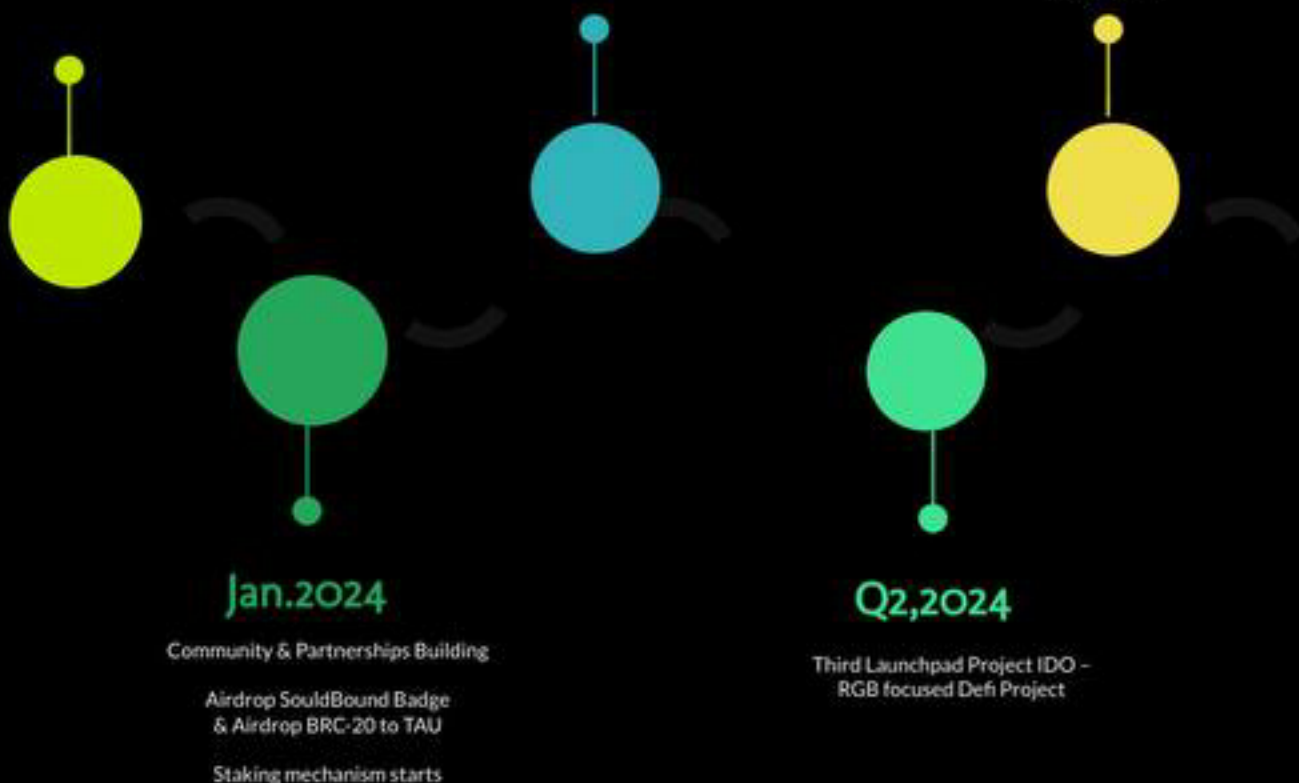 Jan.2024
Community & Partnerships Building
Airdrop SouldBound Badge
& Airdrop BRC-20 to TAU
Staking mechanism starts
Q2,2024
Third Launchpad Project IDO –
RGB focused Defi Project